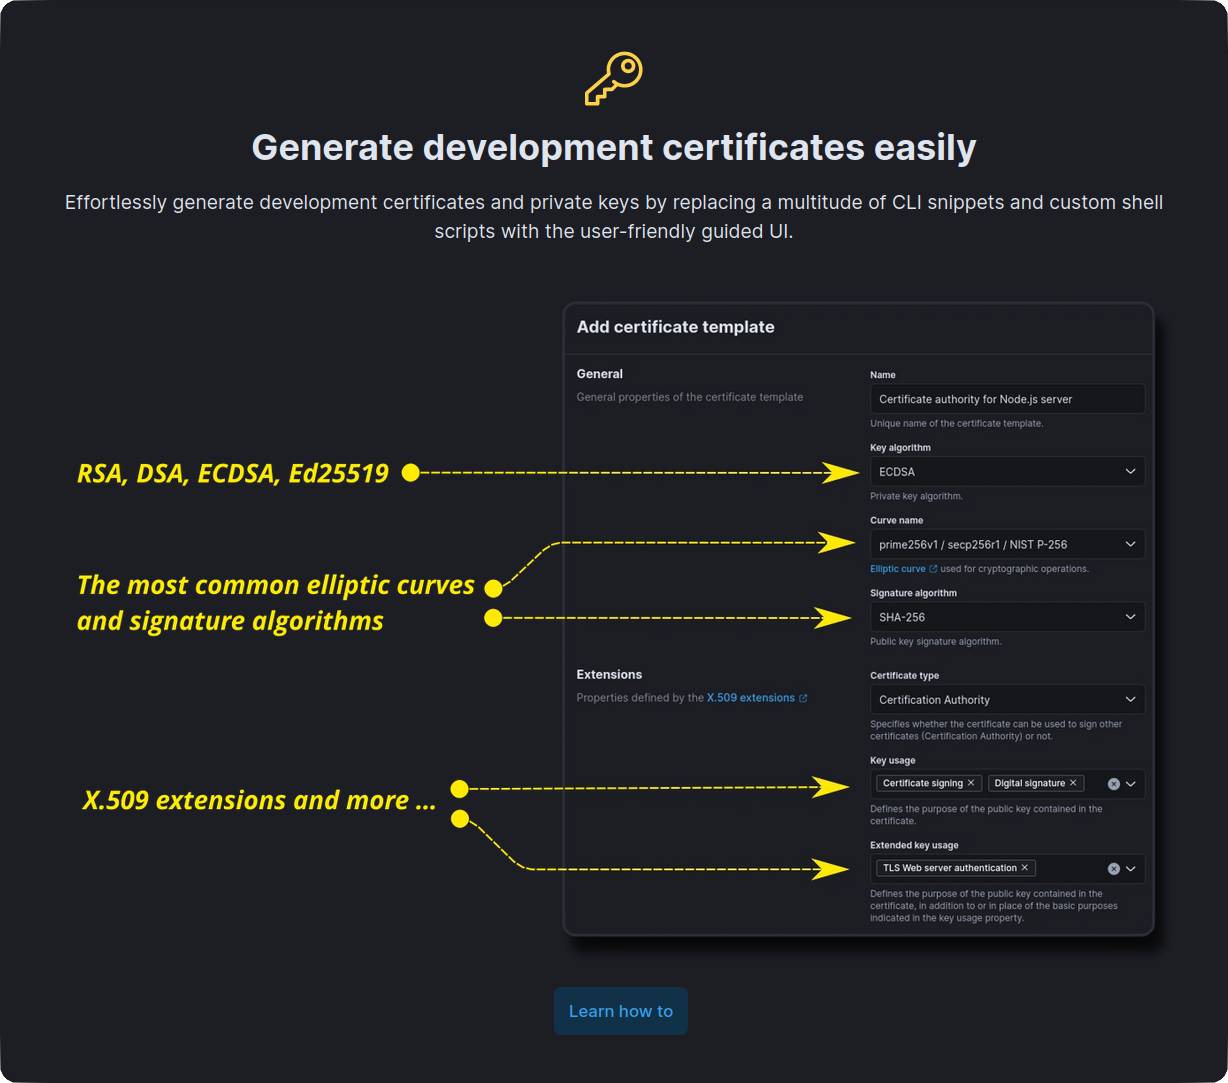 Generate development certificates easily
Effortlessly generate development certificates and private keys by replacing a multitude of CLI snippets and custom shell
scripts with the user-friendly guided UI.
Add certificate template
General
General properties of the certificate template
Name
Certificate authority for Node.js server
Unique name of the certificate template.
RSA, DSA, ECDSA, Ed25519
Key algorithm
ECDSA
Private key algorithm.
The most common elliptic curves
and signature algorithms
Curve name
prime256v1 / secp256r1 / NIST P-256
Elliptic curve used for cryptographic operations.
Signature algorithm
SHA-256
Public key signature algorithm.
Extensions
Properties defined by the X.509 extensions
Certificate type
Certification Authority
Specifies whether the certificate can be used to sign other
certificates (Certification Authority) or not.
X.509 extensions and more ...
Key usage
Certificate signing × Digital signature ×
Defines the purpose of the public key contained in the
certificate.
Extended key usage
TLS Web server authentication ×
Defines the purpose of the public key contained in the
certificate, in addition to or in place of the basic purposes
indicated in the key usage property.
Learn how to